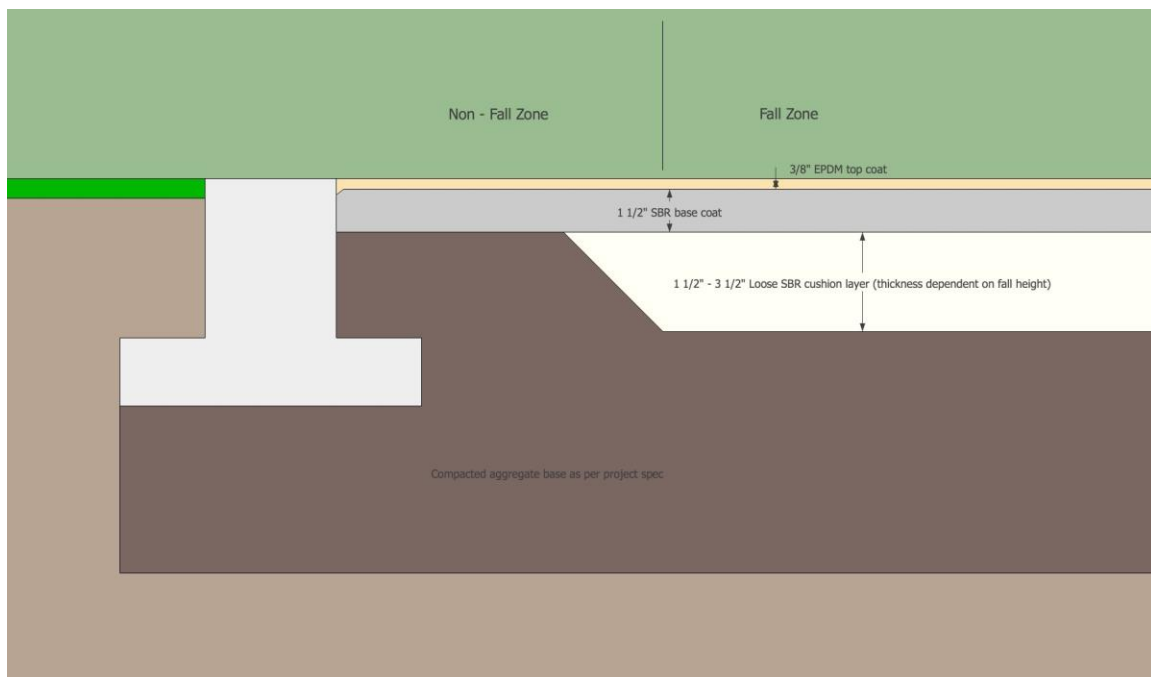 Non - Fall Zone
Fall Zone
3/8" EPDM top coat
1 1/2" SBR base coat
1 1/2" - 3 1/2" Loose SBR cushion layer (thickness dependent on fall height)
Compacted aggregate base as per project spec